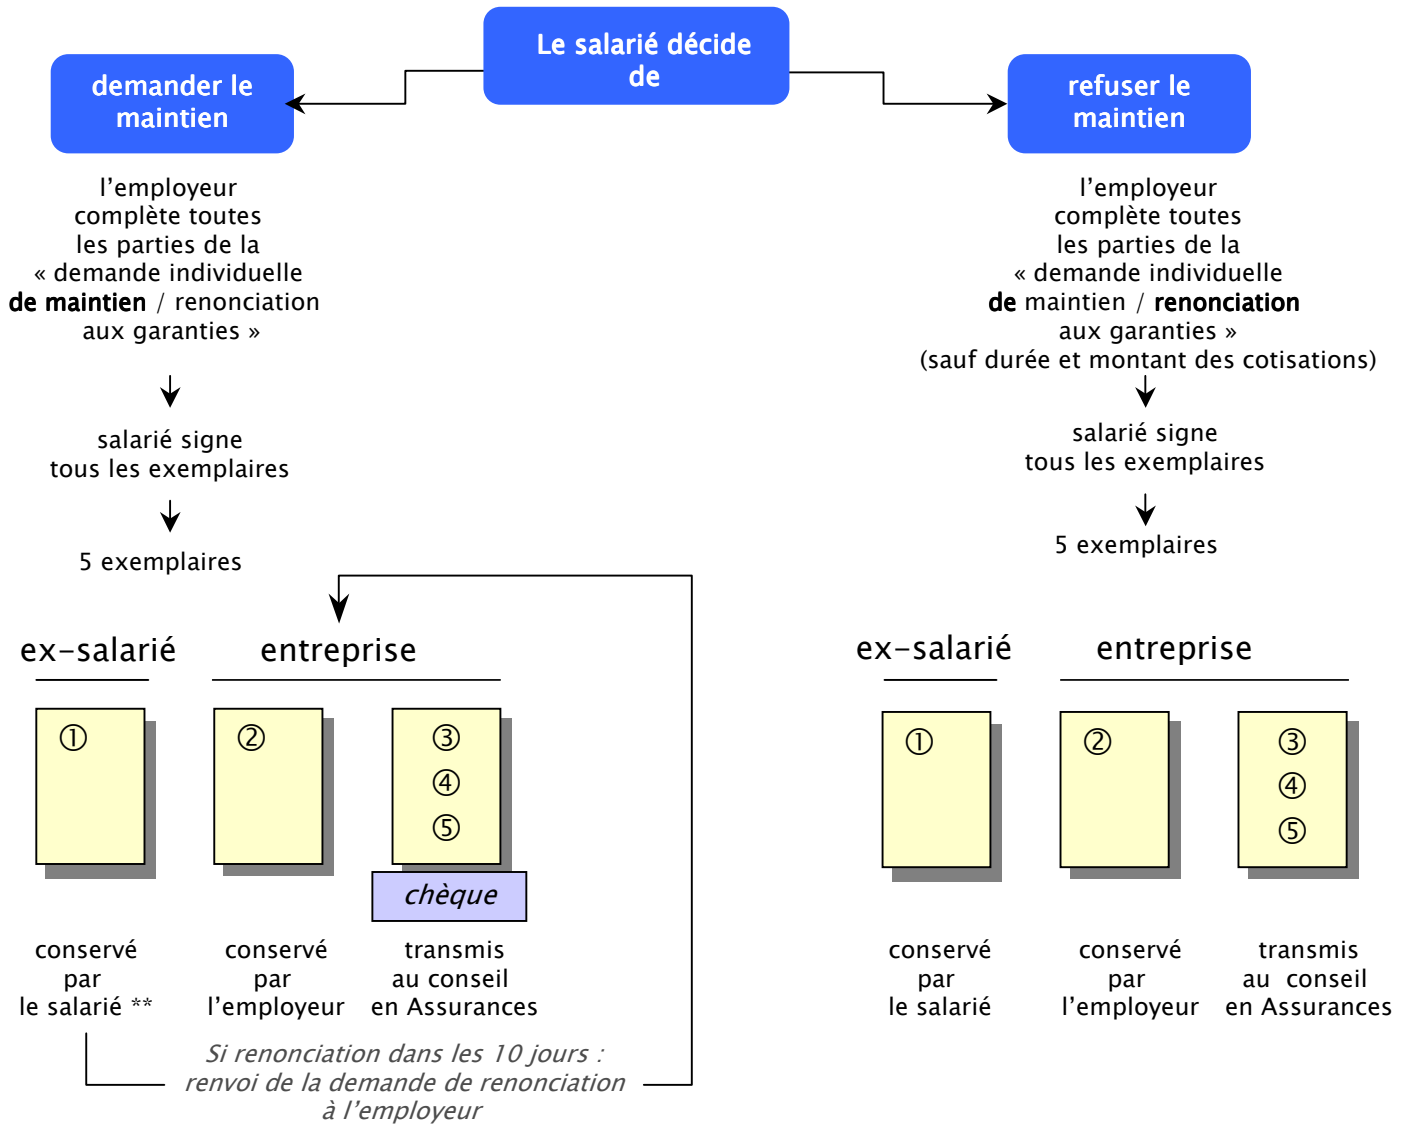 Le salarié décide
de
demander le
maintien
l'employeur
complète toutes
les parties de la
« demande individuelle
de maintien / renonciation
aux garanties »
salarié signe
tous les exemplaires
5 exemplaires
ex-salarié
entreprise
①
②
③
④
⑤
chèque
conservé
par
le salarié **
conservé
par
l'employeur
transmis
au conseil
en Assurances
Si renonciation dans les 10 jours :
renvoi de la demande de renonciation
à l'employeur
refuser le
maintien
l'employeur
complète toutes
les parties de la
« demande individuelle
de maintien / renonciation
aux garanties »
(sauf durée et montant des cotisations)
salarié signe
tous les exemplaires
5 exemplaires
ex-salarié
entreprise
①
②
③
④
⑤
conservé
par
le salarié
conservé
par
l'employeur
transmis
au conseil
en Assurances